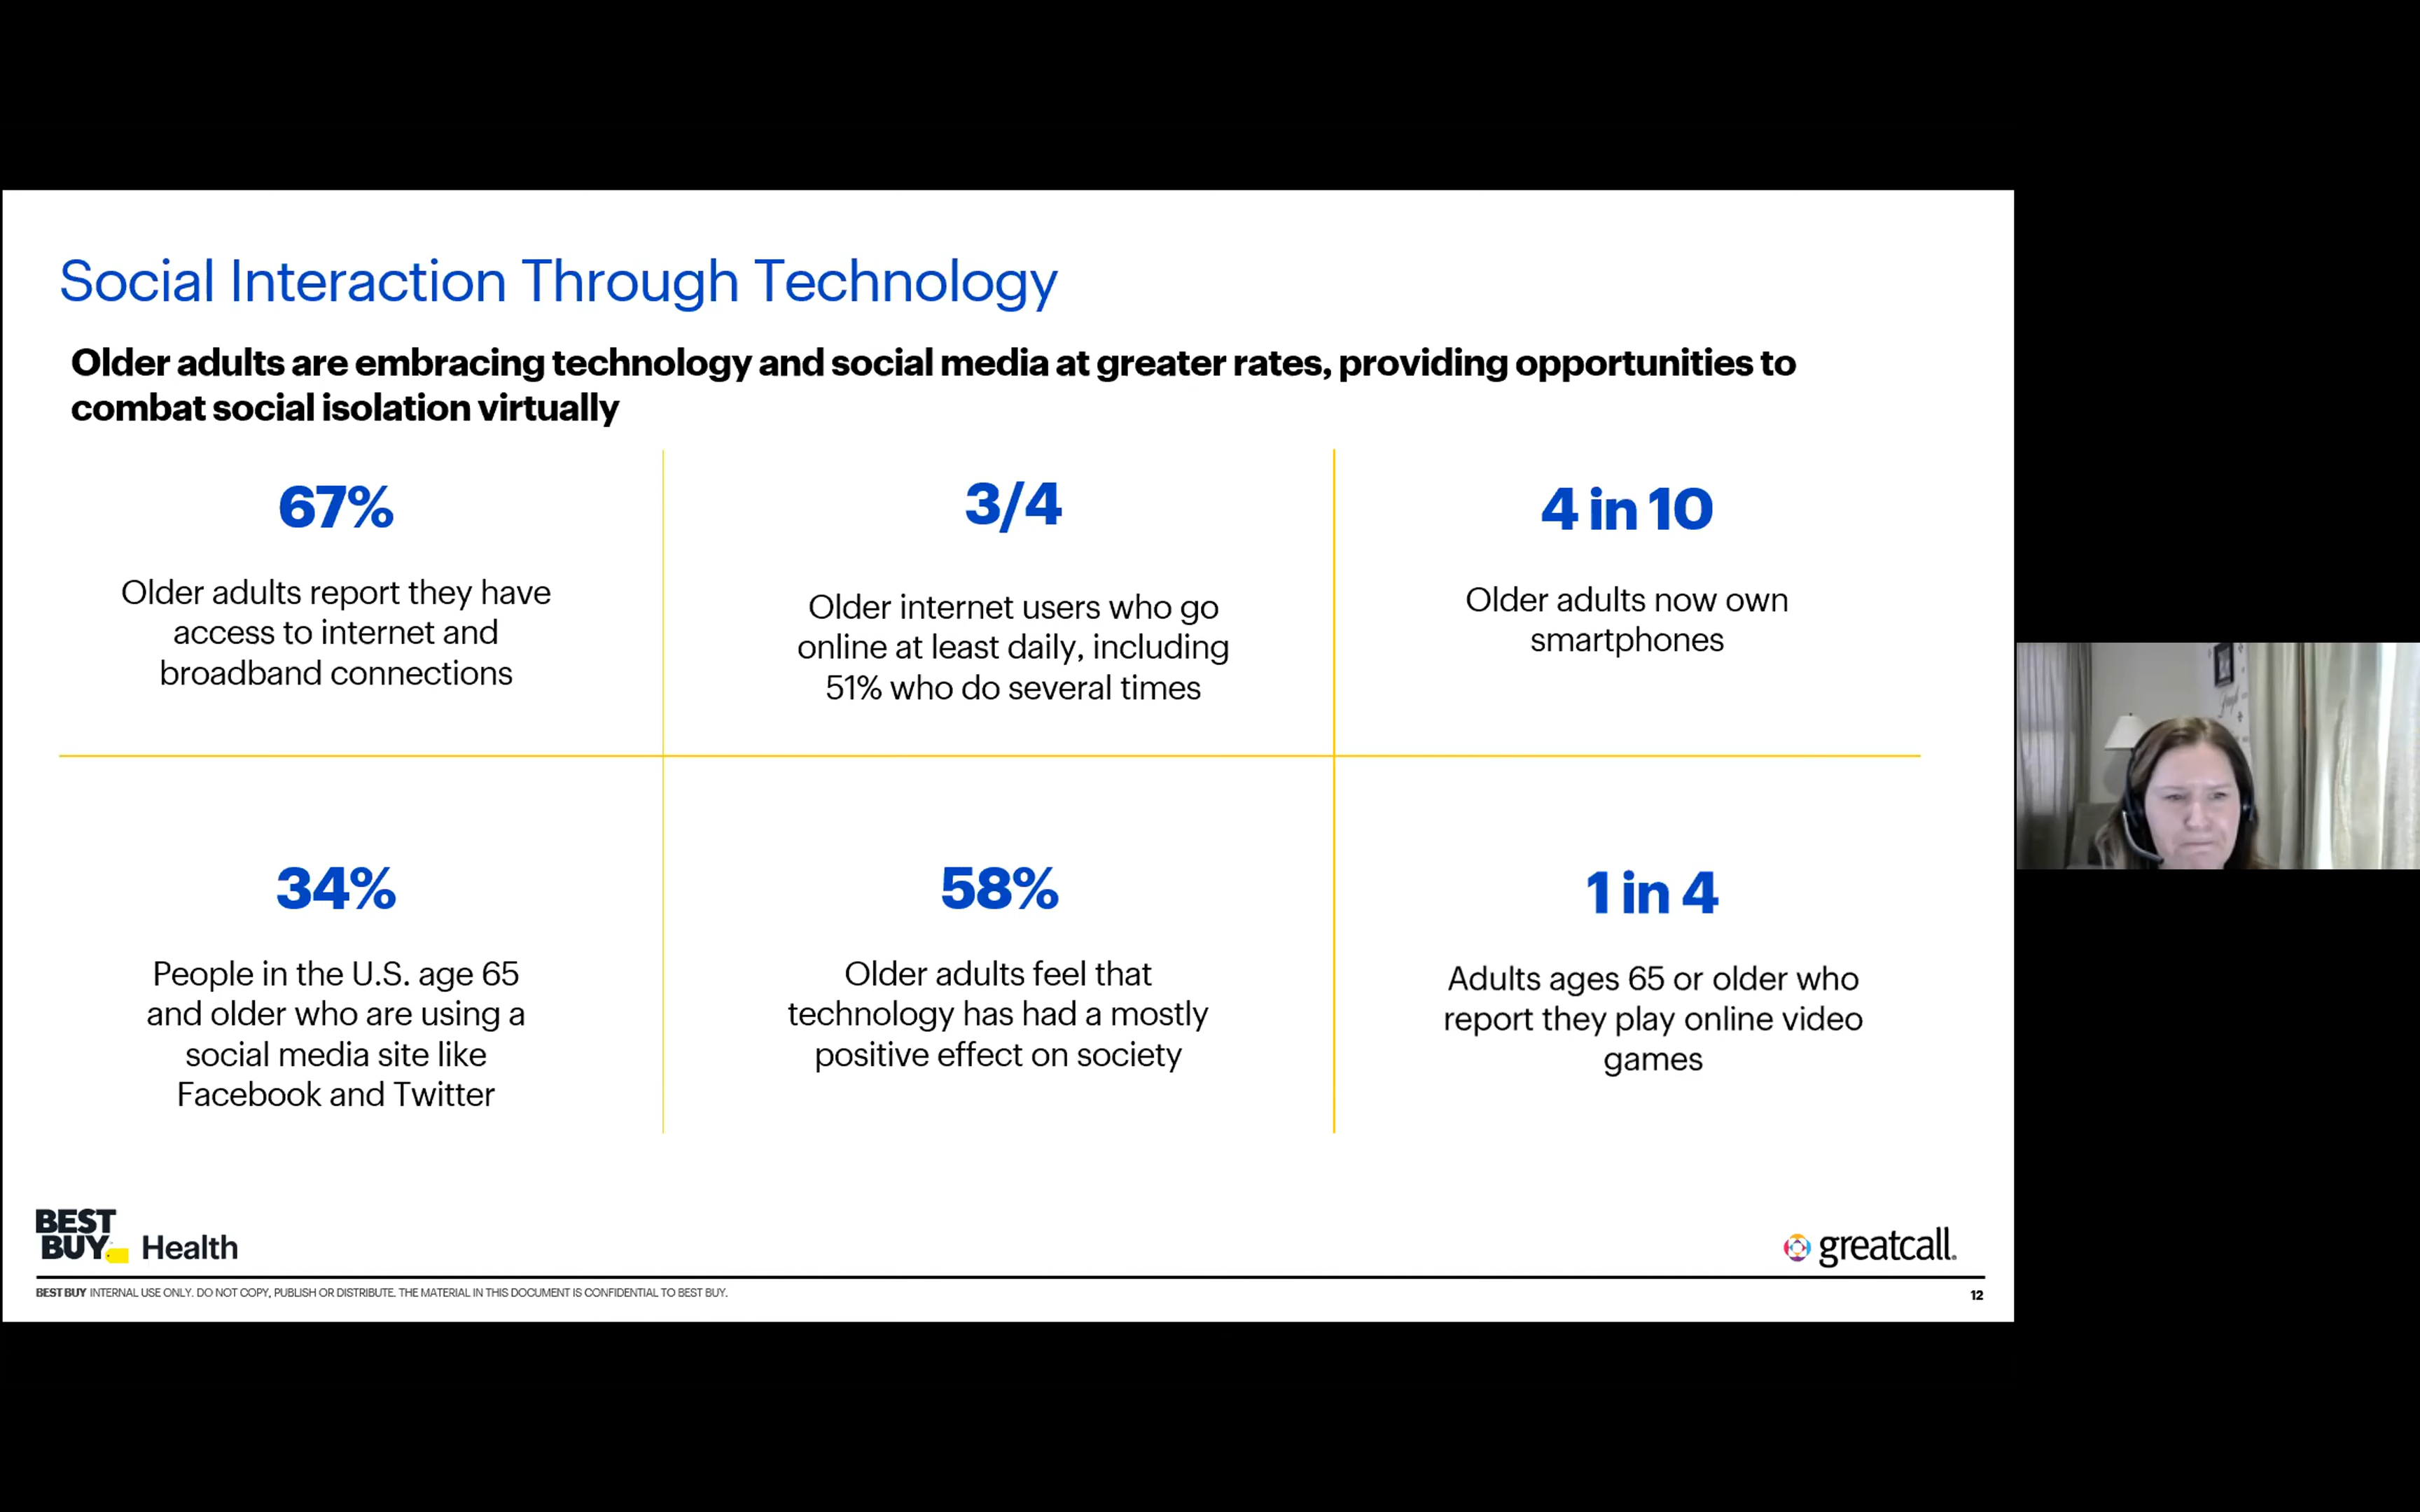 Social Interaction Through Technology
Older adults are embracing technology and social media at greater rates, providing opportunities to
combat social isolation virtually
67%
Older adults report they have
access to internet and
broadband connections
3/4
Older internet users who go
online at least daily, including
51% who do several times
4 in 10
Older adults now own
smartphones
34%
People in the U.S. age 65
and older who are using a
social media site like
Facebook and Twitter
58%
Older adults feel that
technology has had a mostly
positive effect on society
1 in 4
Adults ages 65 or older who
report they play online video
games
BEST
BUY Health
greatcall.
BEST BUY INTERNAL USE ONLY. DO NOT COPY, PUBLISH OR DISTRIBUTE. THE MATERIAL IN THIS DOCUMENT IS CONFIDENTIAL TO BEST BUY.
12